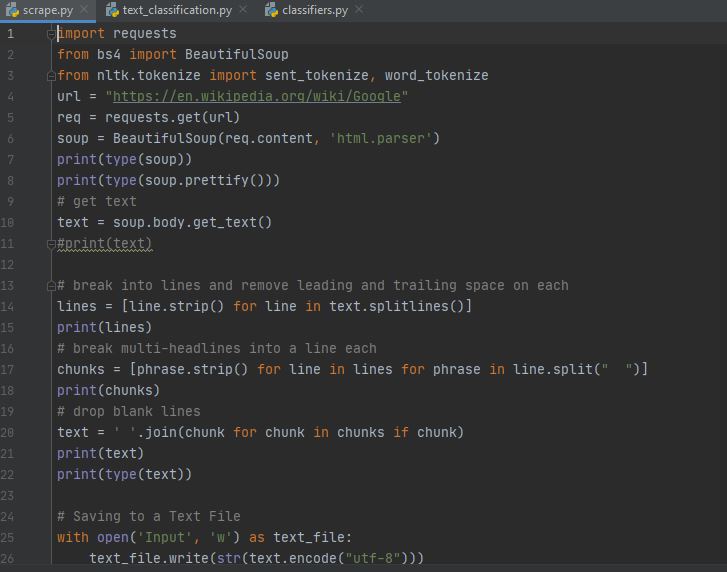 scrape.py text_classification.py classifiers.py
1 import requests
2 from bs4 import BeautifulSoup
3 from nltk.tokenize import sent_tokenize, word_tokenize
4 url = "https://en.wikipedia.org/wiki/Google"
5 req = requests.get(url)
6 soup = BeautifulSoup(req.content, 'html.parser')
7 print(type(soup))
8 print(type(soup.prettify()))
9 # get text
10 text = soup.body.get_text()
11 #print(text)
12
13 # break into lines and remove leading and trailing space on each
14 lines = [line.strip() for line in text.splitlines()]
15 print(lines)
16 # break multi-headlines into a line each
17 chunks = [phrase.strip() for line in lines for phrase in line.split("  ")]
18 print(chunks)
19 # drop blank lines
20 text = ' '.join(chunk for chunk in chunks if chunk)
21 print(text)
22 print(type(text))
23
24 # Saving to a Text File
25 with open('Input', 'w') as text_file:
26     text_file.write(str(text.encode("utf-8")))